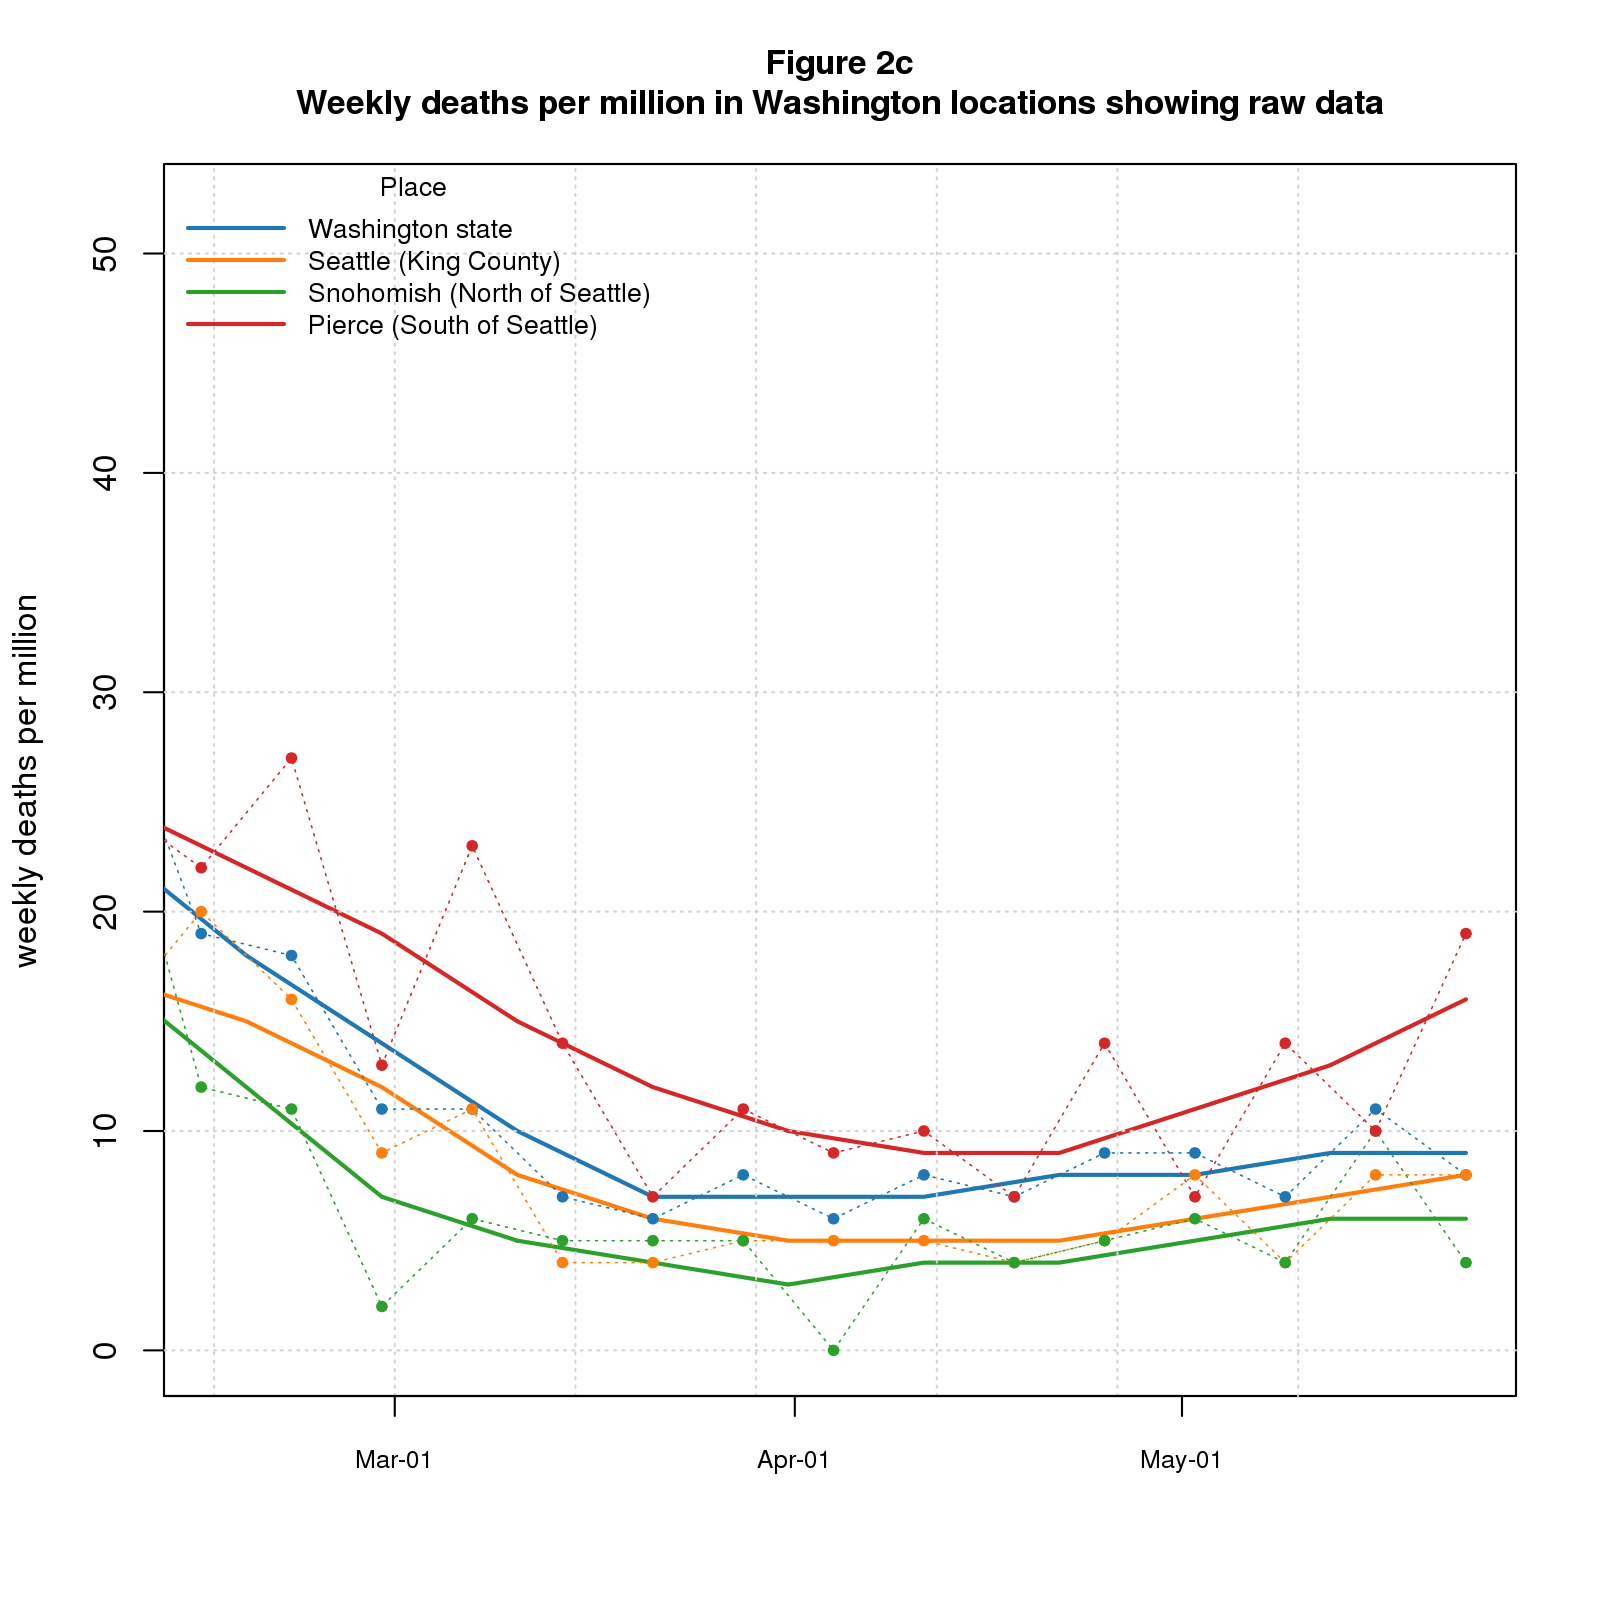 Figure 2c
Weekly deaths per million in Washington locations showing raw data
Place
Washington state
Seattle (King County)
Snohomish (North of Seattle)
Pierce (South of Seattle)
weekly deaths per million
50
40
30
20
10
0
Mar-01
Apr-01
May-01